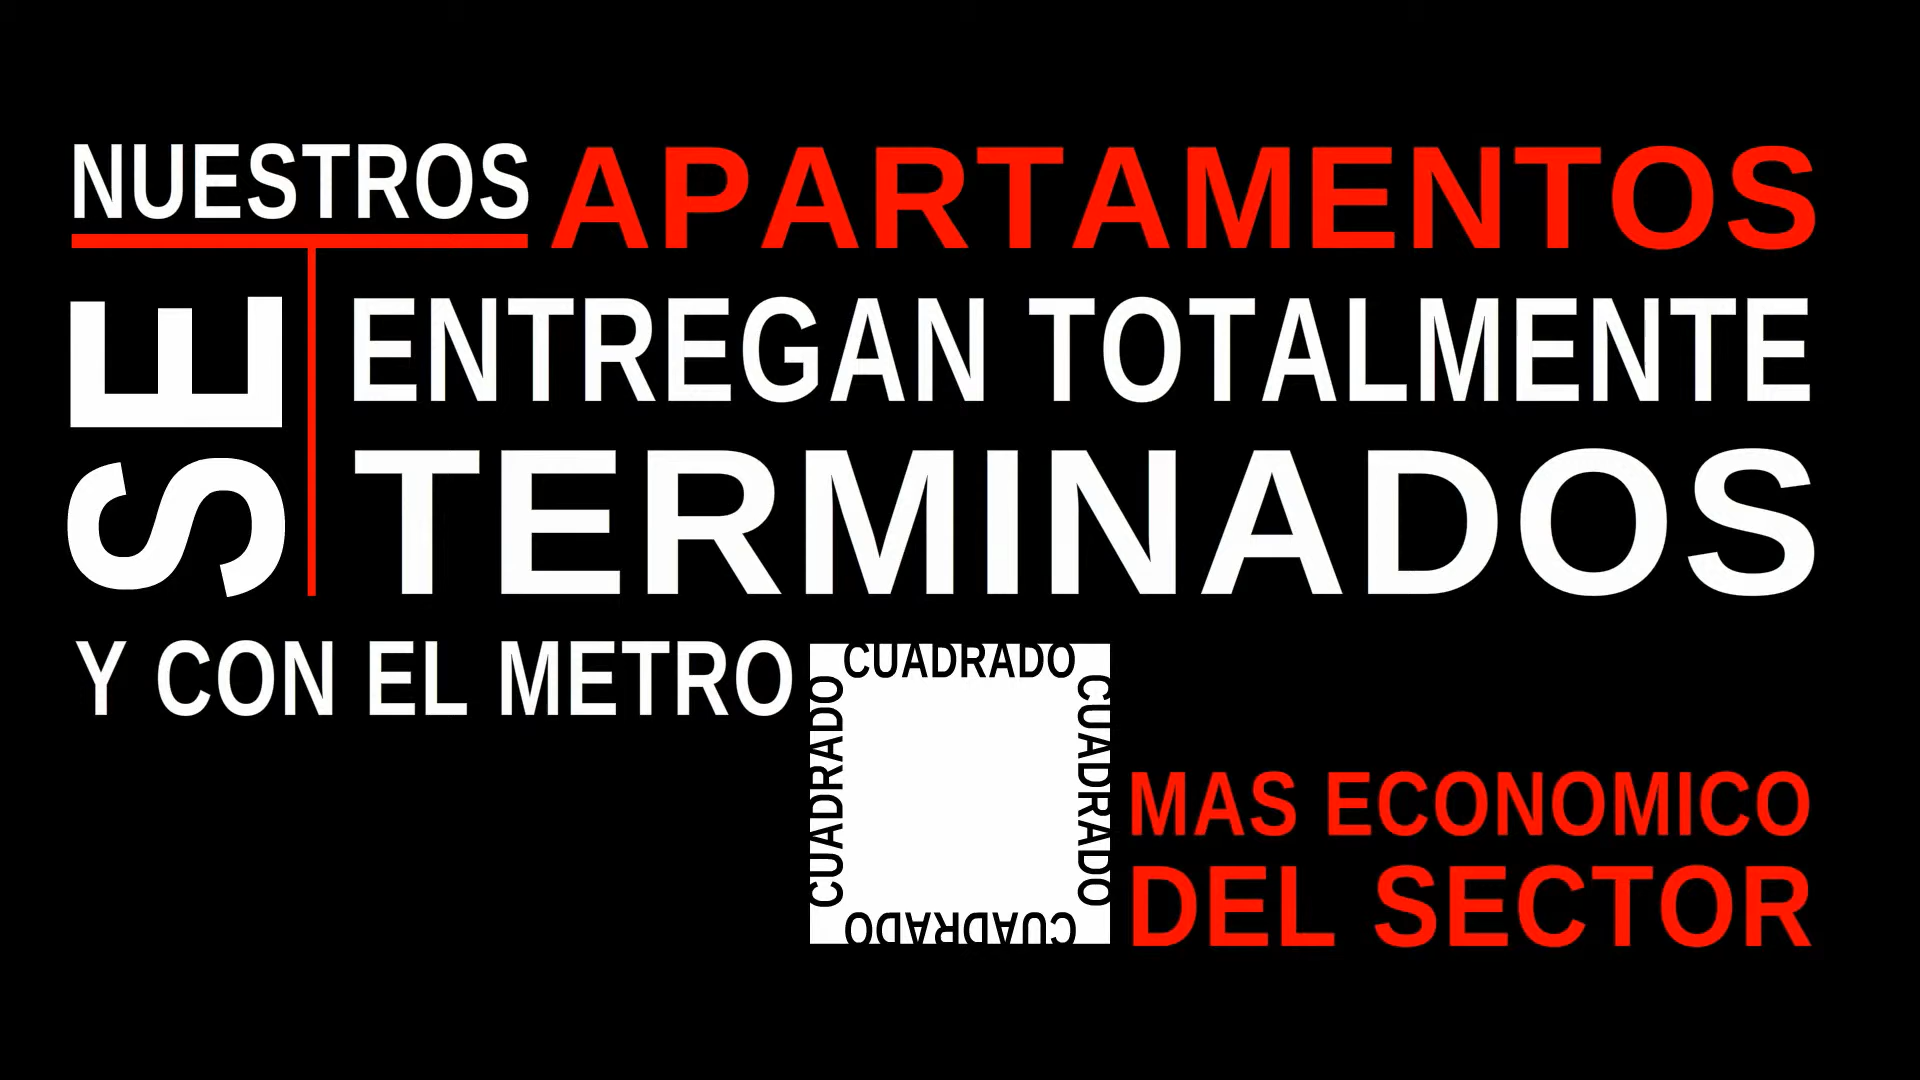 NUESTROS APARTAMENTOS
SE
ENTREGAN TOTALMENTE
TERMINADOS
Y CON EL METRO
CUADRADO
CUADRADO
CUADRADO
CUADRADO
MAS ECONOMICO
DEL SECTOR